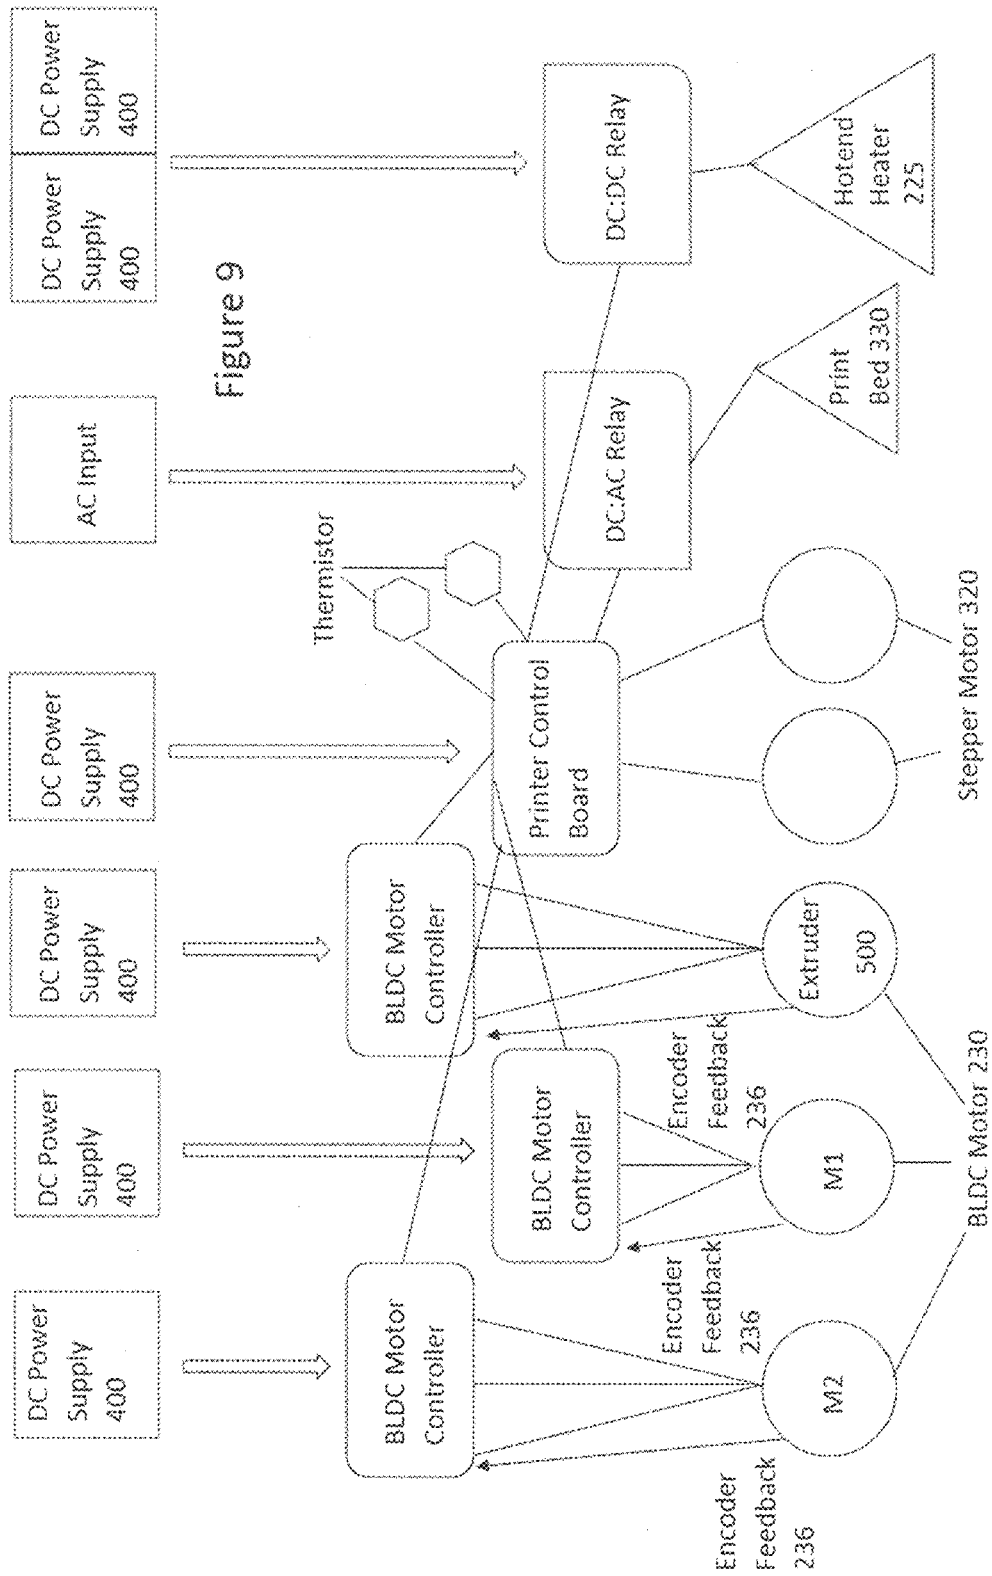 DC Power
Supply
400
DC Power
Supply
400
DC Power
Supply
400
DC Power
Supply
400
AC Input
DC Power
Supply
400
DC Power
Supply
400
Figure 9
Thermistor
BLDC Motor
Controller
BLDC Motor
Controller
BLDC Motor
Controller
Printer Control
Board
DC:AC Relay
DC:DC Relay
Encoder
Feedback
236
Encoder
Feedback
236
Encoder
Feedback
236
M2
M1
Extruder
500
Print
Bed 330
Hotend
Heater
225
BLDC Motor 230
Stepper Motor 320